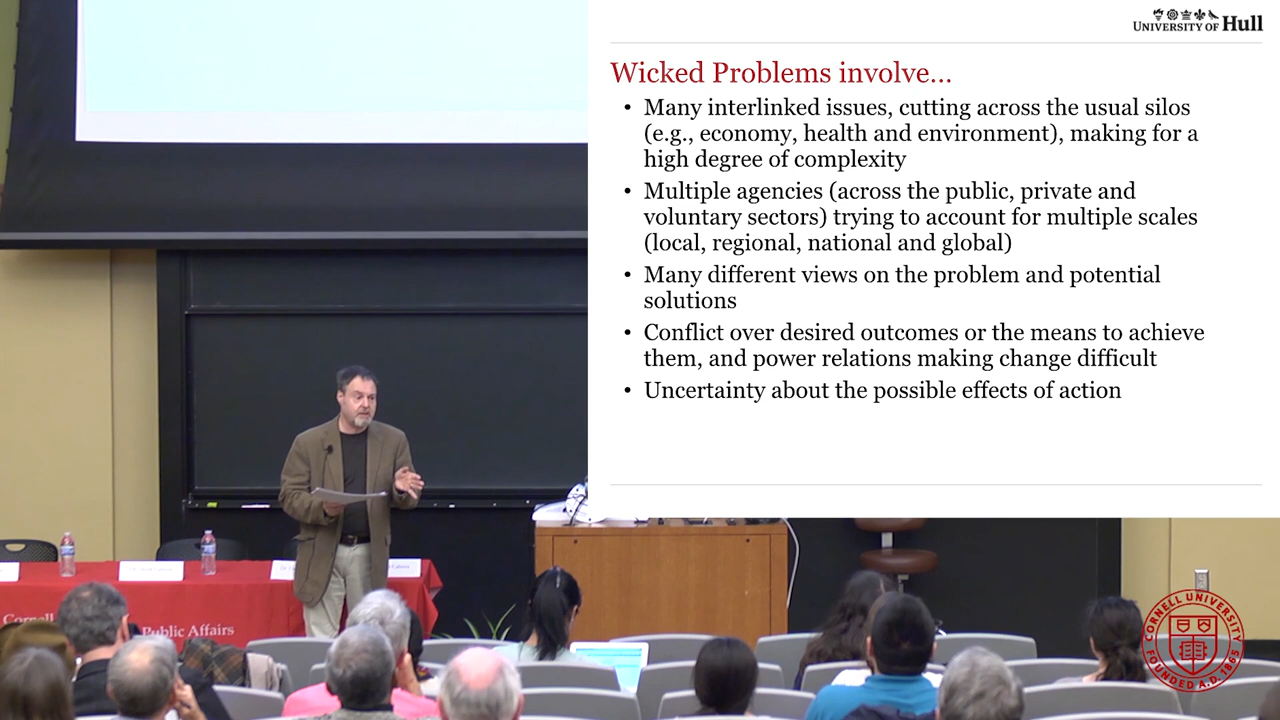 UNIVERSITY OF Hull
Wicked Problems involve...
• Many interlinked issues, cutting across the usual silos
(e.g., economy, health and environment), making for a
high degree of complexity
• Multiple agencies (across the public, private and
voluntary sectors) trying to account for multiple scales
(local, regional, national and global)
• Many different views on the problem and potential
solutions
• Conflict over desired outcomes or the means to achieve
them, and power relations making change difficult
• Uncertainty about the possible effects of action
Cornell
Public Affairs
CORNELL UNIVERSITY
FOUNDED A.D. 1865